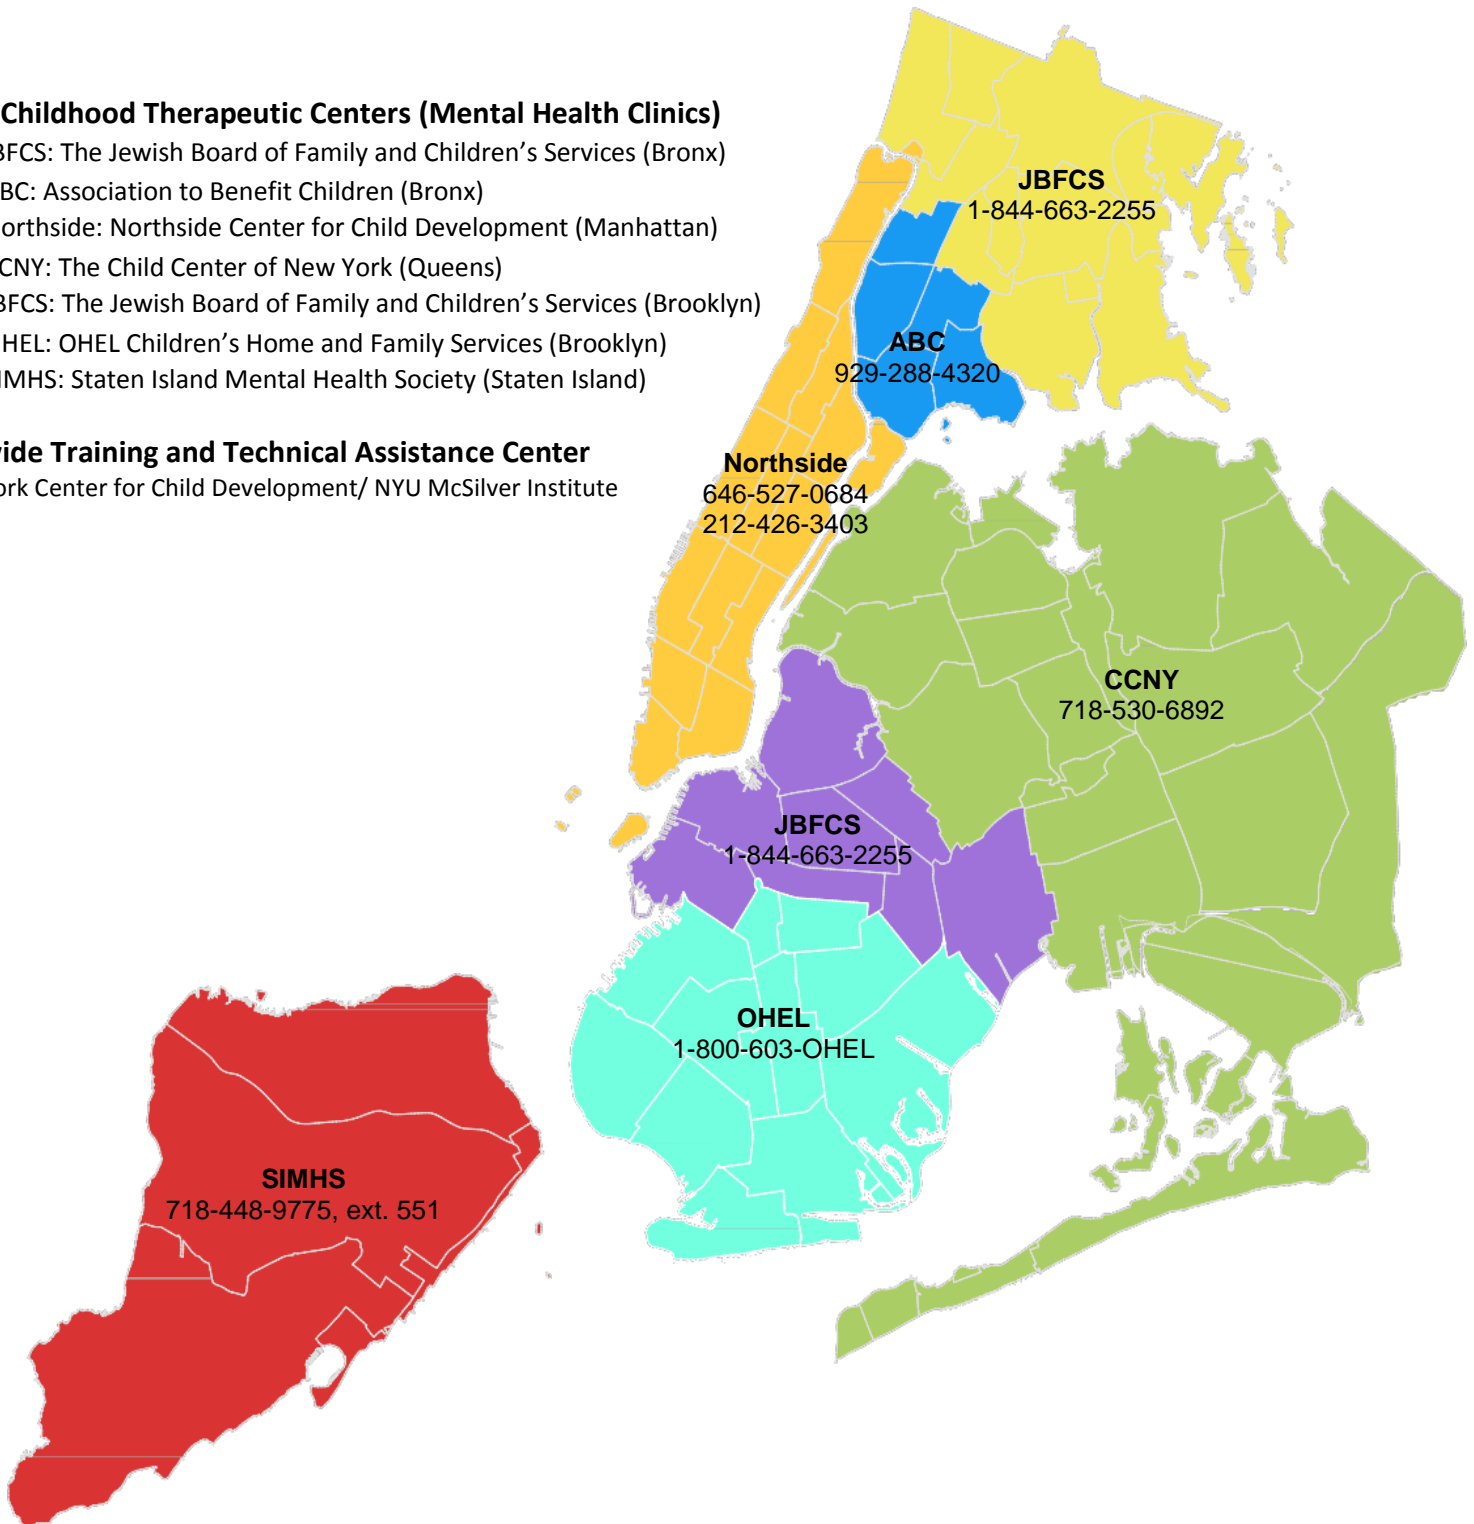 Childhood Therapeutic Centers (Mental Health Clinics)
BFCS: The Jewish Board of Family and Children's Services (Bronx)
BC: Association to Benefit Children (Bronx)
orthside: Northside Center for Child Development (Manhattan)
CNY: The Child Center of New York (Queens)
BFCS: The Jewish Board of Family and Children's Services (Brooklyn)
HEL: OHEL Children's Home and Family Services (Brooklyn)
IMHS: Staten Island Mental Health Society (Staten Island)
wide Training and Technical Assistance Center
ork Center for Child Development/ NYU McSilver Institute
JBFCS
1-844-663-2255
ABC
929-288-4320
Northside
646-527-0684
212-426-3403
CCNY
718-530-6892
JBFCS
1-844-663-2255
OHEL
1-800-603-OHEL
SIMHS
718-448-9775, ext. 551